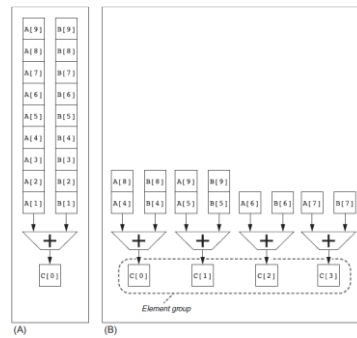 A[9] B[9]
A[8] B[8]
A[7] B[7]
A[6] B[6]
A[5] B[5]
A[4] B[4]
A[3] B[3]
A[2] B[2]
A[1] B[1]
+
C[0]
(A)
A[8] B[8] A[9] B[9]
A[4] B[4] A[5] B[5] A[6] B[6] A[7] B[7]
+ + + +
C[0] C[1] C[2] C[3]
Element group
(B)